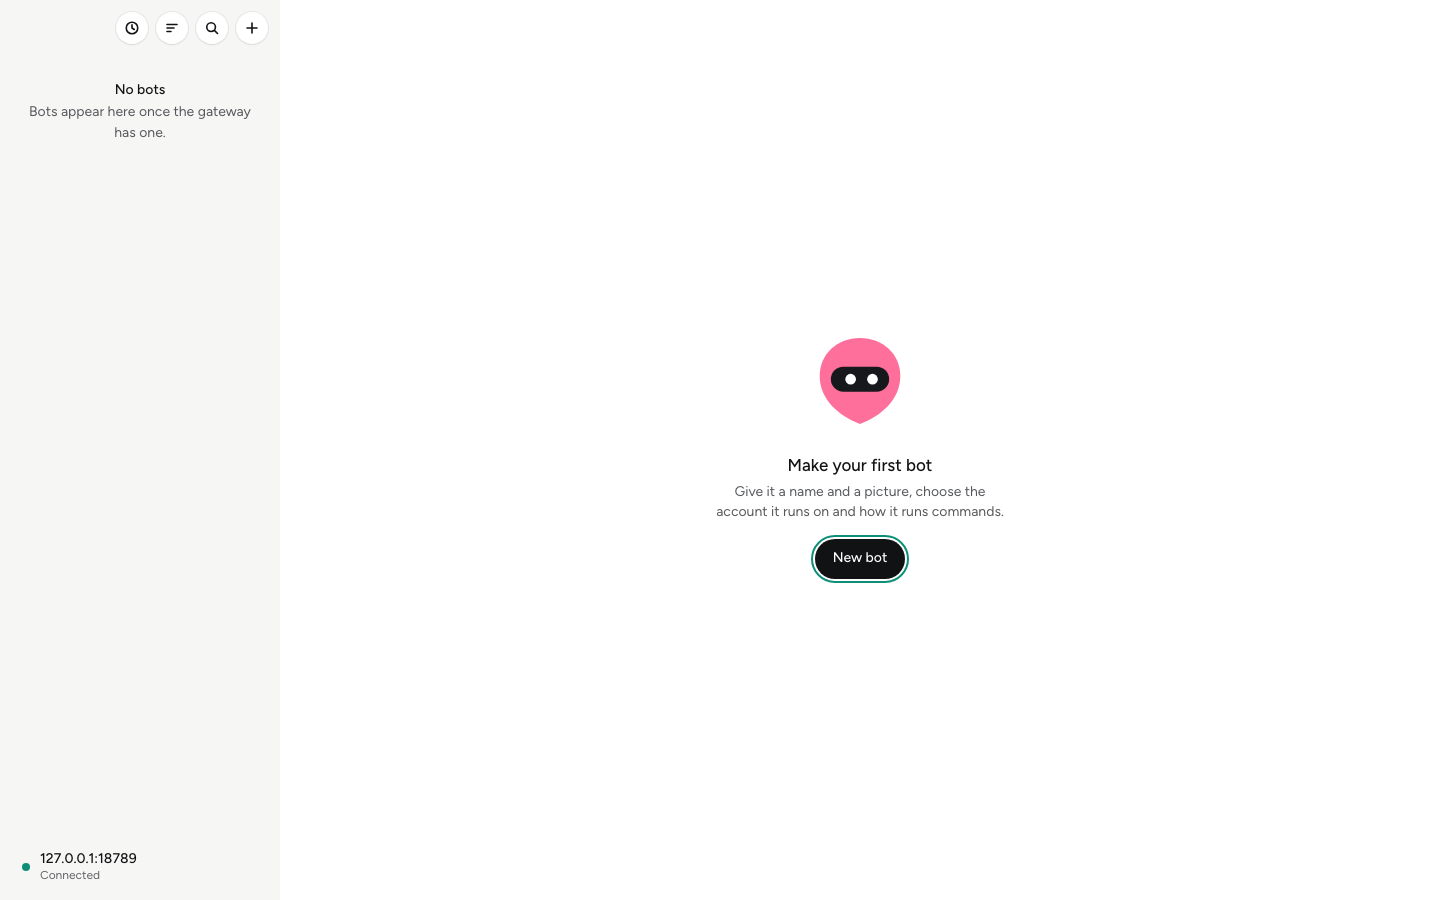 No bots
Bots appear here once the gateway
has one.
Make your first bot
Give it a name and a picture, choose the
account it runs on and how it runs commands.
New bot
127.0.0.1:18789
Connected